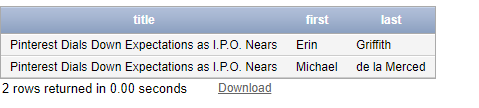 title first last
Pinterest Dials Down Expectations as I.P.O. Nears Erin Griffith
Pinterest Dials Down Expectations as I.P.O. Nears Michael de la Merced
2 rows returned in 0.00 seconds Download